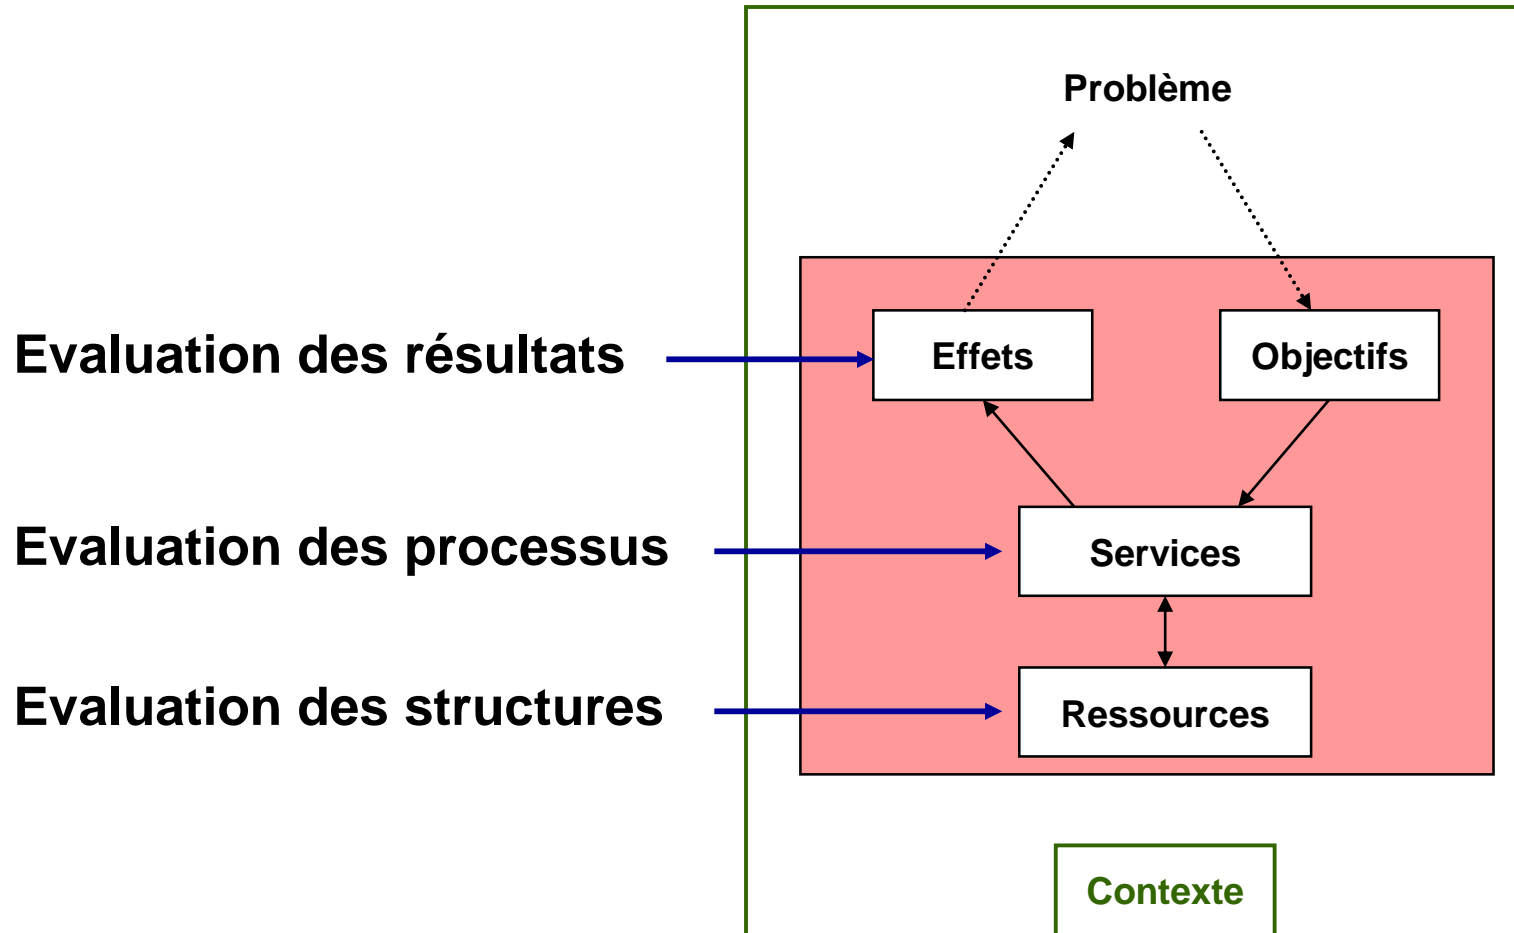 Problème
Evaluation des résultats
Effets
Objectifs
Evaluation des processus
Services
Evaluation des structures
Ressources
Contexte